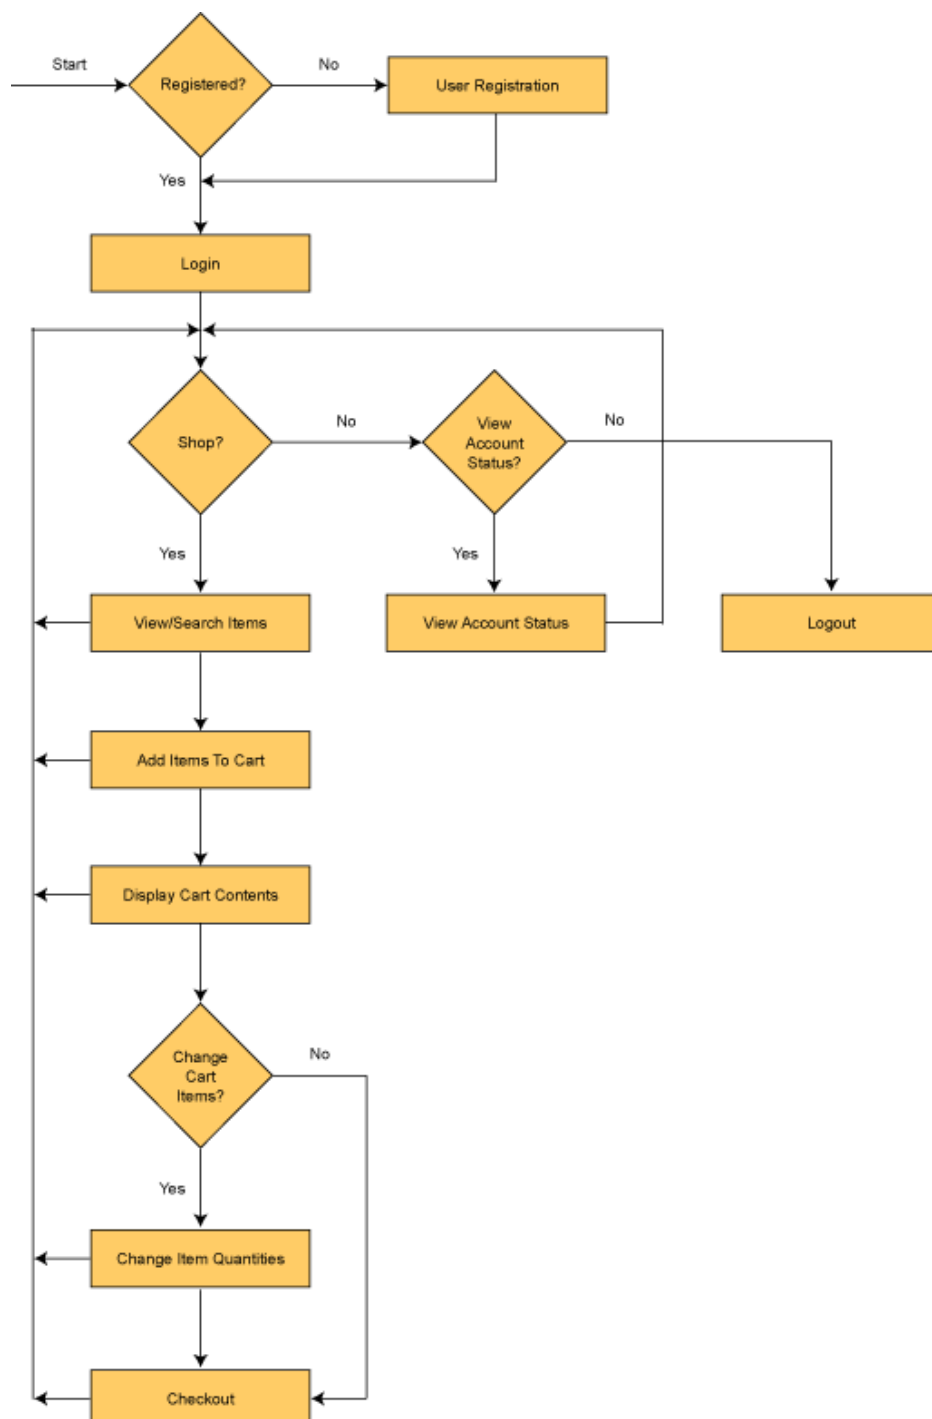 Start
Registered?
No
User Registration
Yes
Login
Shop?
No
View
Account
Status?
No
Yes
Yes
View/Search Items
View Account Status
Logout
Add Items To Cart
Display Cart Contents
Change
Cart
Items?
No
Yes
Change Item Quantities
Checkout